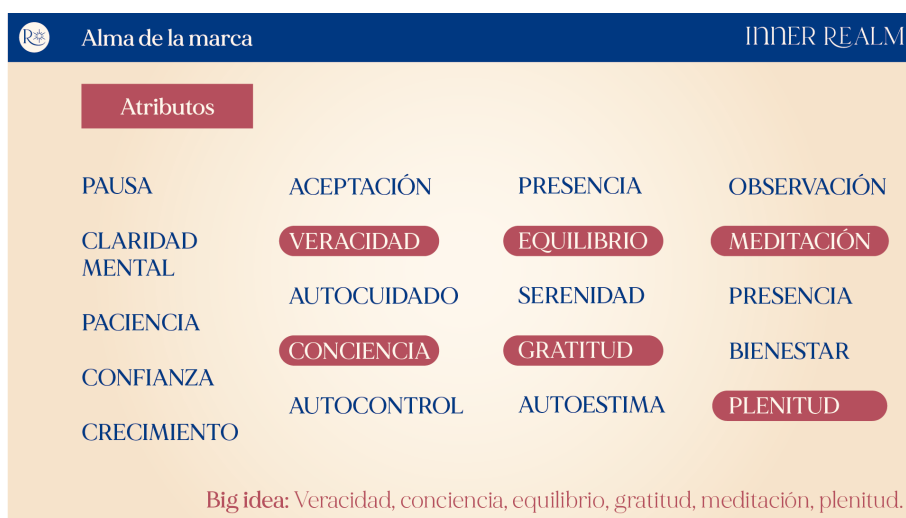 R
Alma de la marca
INNER REALM
Atributos
PAUSA
CLARIDAD
MENTAL
PACIENCIA
CONFIANZA
CRECIMIENTO
ACEPTACIÓN
VERACIDAD
AUTOCUIDADO
CONCIENCIA
AUTOCONTROL
PRESENCIA
EQUILIBRIO
SERENIDAD
GRATITUD
AUTOESTIMA
OBSERVACIÓN
MEDITACIÓN
PRESENCIA
BIENESTAR
PLENITUD
Big idea: Veracidad, conciencia, equilibrio, gratitud, meditación, plenitud.